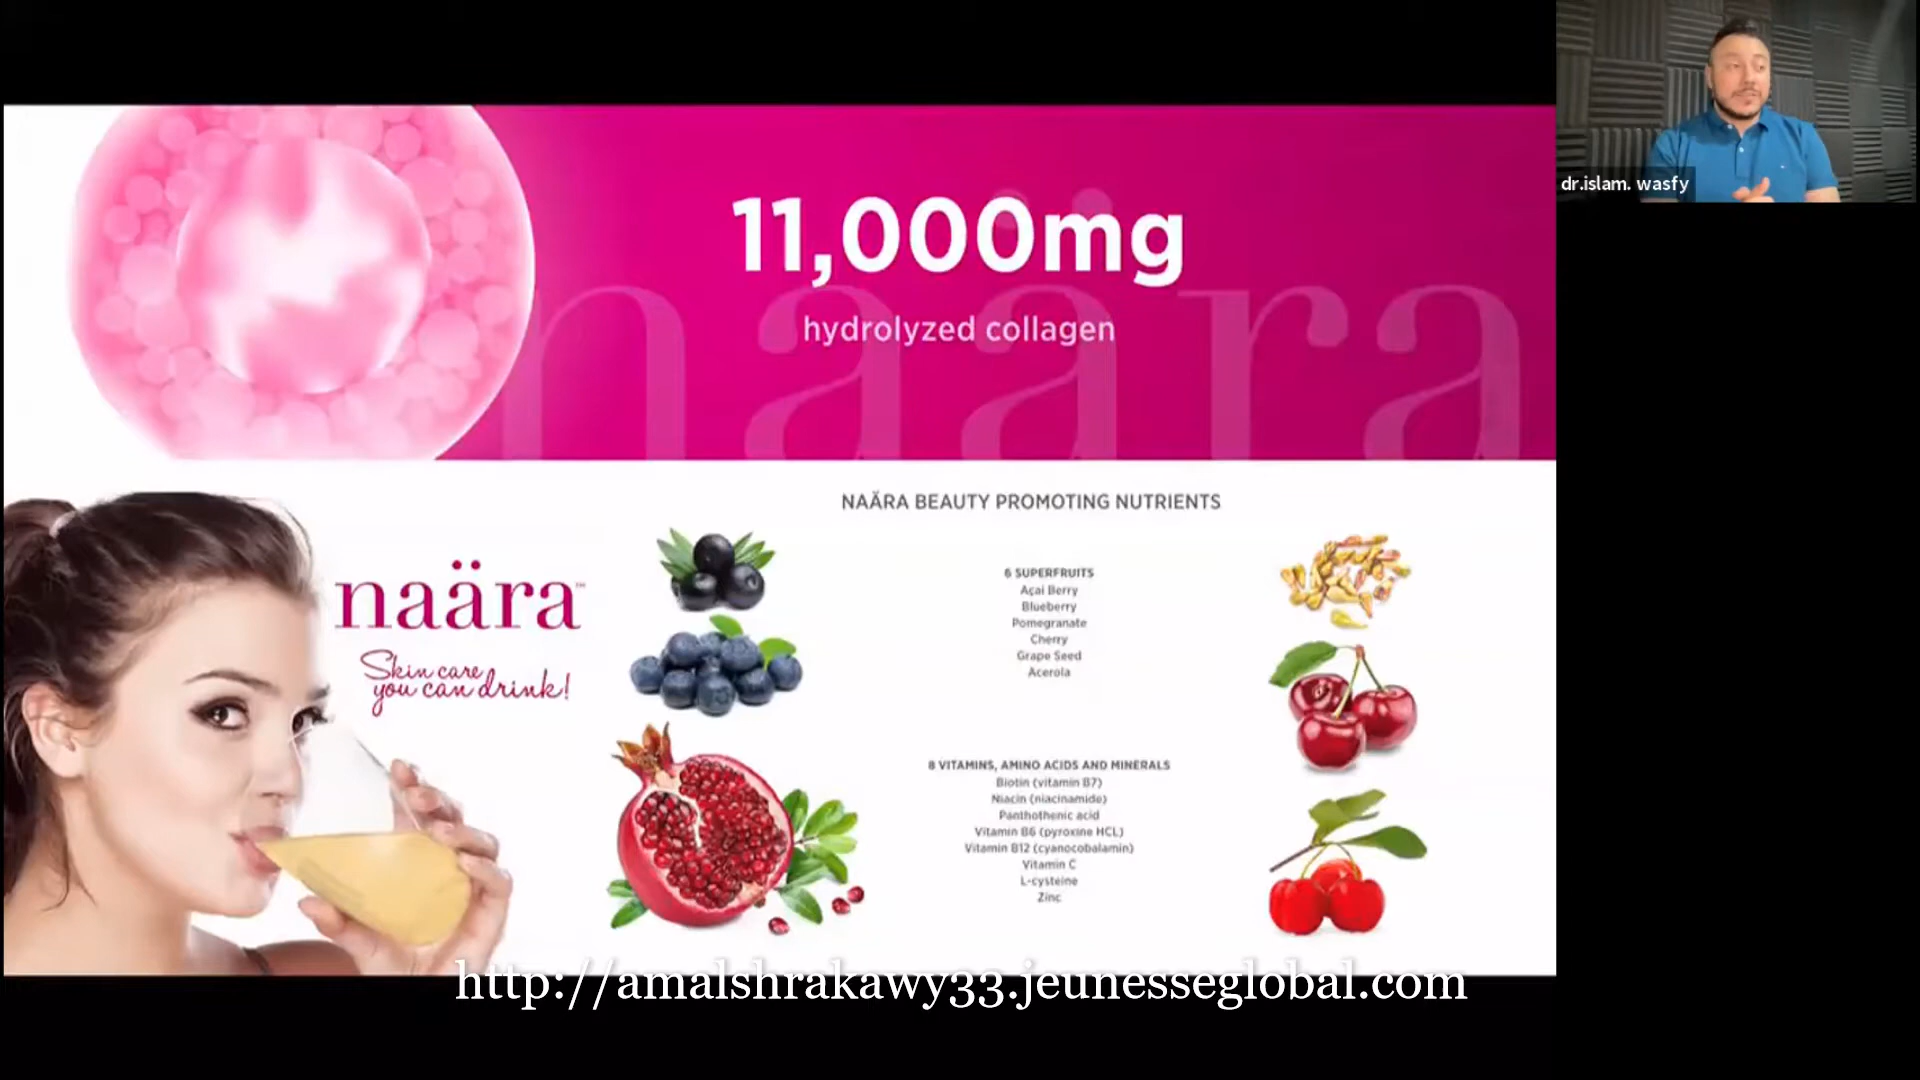 11,000mg
hydrolyzed collagen
naära
dr.islam. wasfy
NAÄRA BEAUTY PROMOTING NUTRIENTS
naära™
Skin care
you can drink!
6 SUPERFRUITS
Açai Berry
Blueberry
Pomegranate
Cherry
Grape Seed
Acerola
8 VITAMINS, AMINO ACIDS AND MINERALS
Biotin (vitamin B7)
Niacin (niacinamide)
Panthothenic acid
Vitamin B6 (pyroxine HCL)
Vitamin B12 (cyanocobalamin)
Vitamin C
L-cysteine
Zinc
http://amalshrakawy33.jeunesseglobal.com